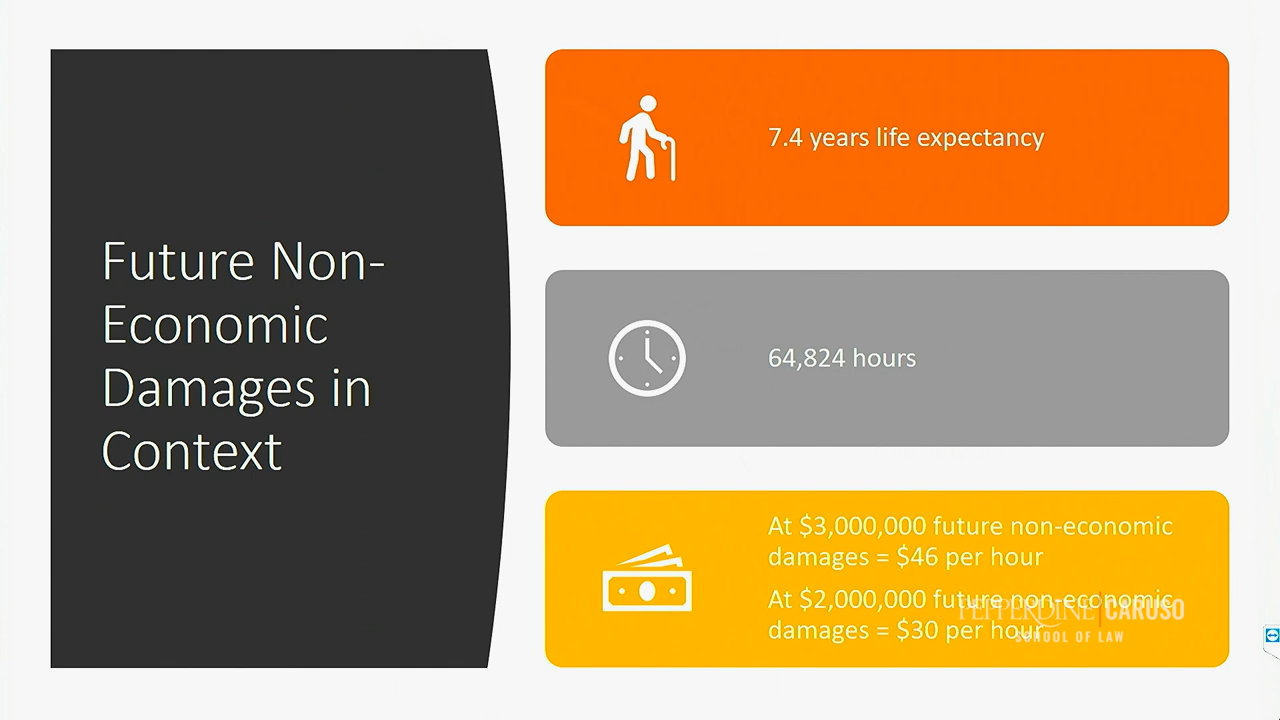 Future Non-
Economic
Damages in
Context
7.4 years life expectancy
64,824 hours
At $3,000,000 future non-economic
damages = $46 per hour
At $2,000,000 future non-economic
damages = $30 per hour
PEPPERDINE | CARUSO
SCHOOL OF LAW